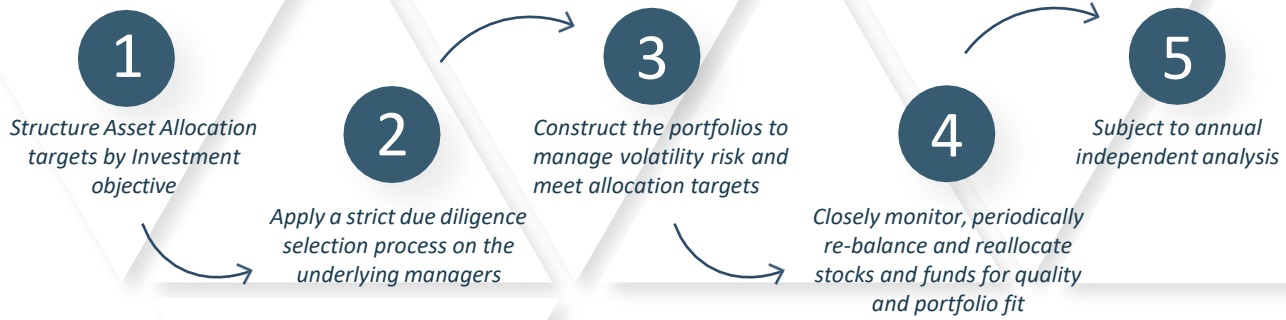 1
Structure Asset Allocation
targets by Investment
objective
2
Apply a strict due diligence
selection process on the
underlying managers
3
Construct the portfolios to
manage volatility risk and
meet allocation targets
4
Closely monitor, periodically
re-balance and reallocate
stocks and funds for quality
and portfolio fit
5
Subject to annual
independent analysis